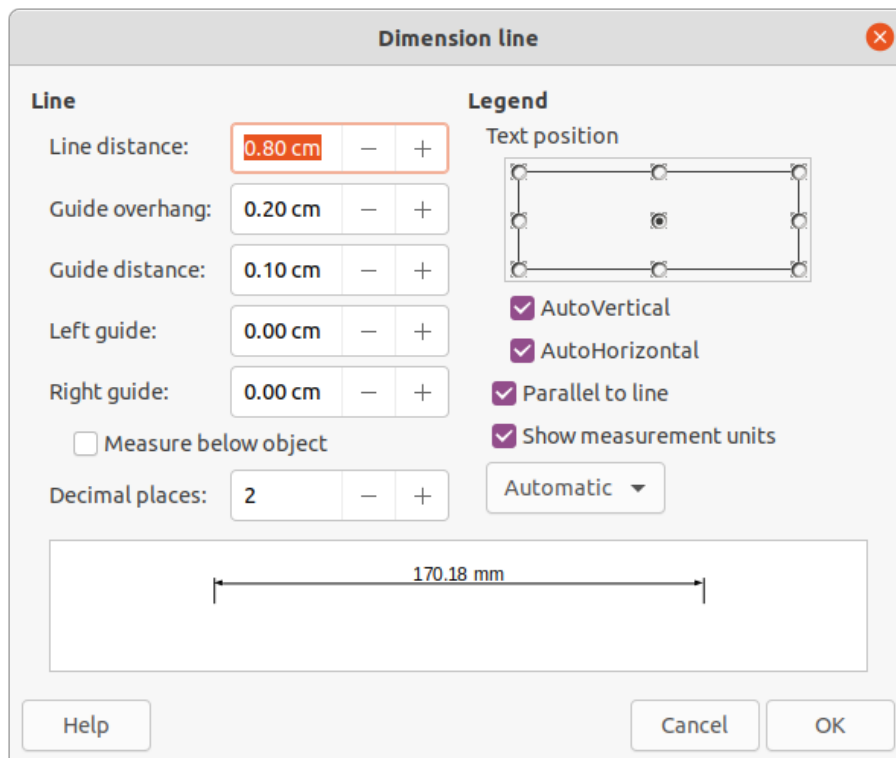 Dimension line
Line
Line distance: 0.80 cm
Guide overhang: 0.20 cm
Guide distance: 0.10 cm
Left guide: 0.00 cm
Right guide: 0.00 cm
Measure below object
Decimal places: 2
Legend
Text position
AutoVertical
AutoHorizontal
Parallel to line
Show measurement units
Automatic
170.18 mm
Help Cancel OK